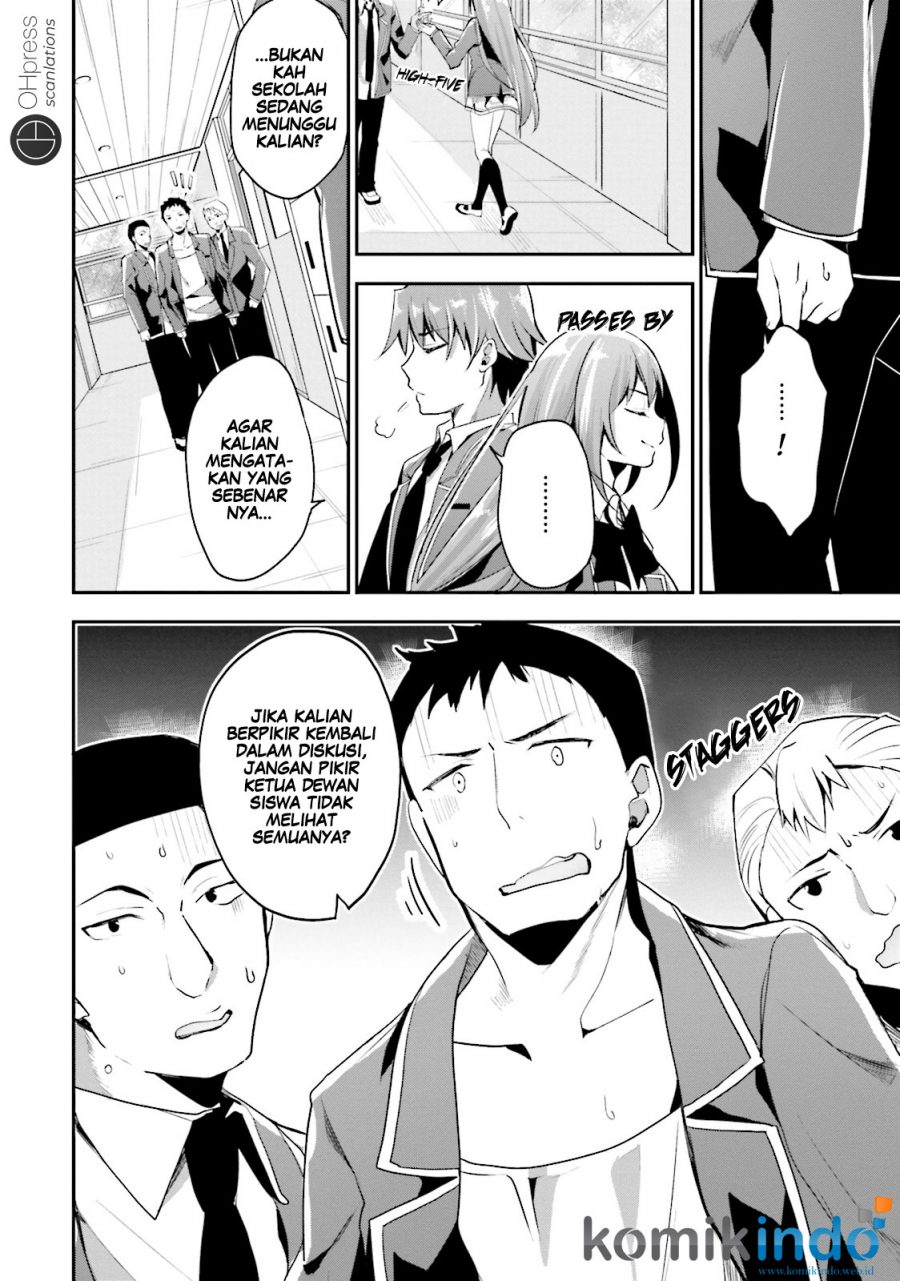 OHpress
scanlations
.......!
HIGH-FIVE
PASSES BY
........
...BUKAN
KAH
SEKOLAH
SEDANG
MENUNGGU
KALIAN?
AGAR
KALIAN
MENGATA-
KAN YANG
SEBENAR
NYA...
STAGGERS
JIKA KALIAN
BERPIKIR KEMBALI
DALAM DISKUSI,
JANGAN PIKIR
KETUA DEWAN
SISWA TIDAK
MELIHAT
SEMUANYA?
komikindo
www.komikindo.web.id